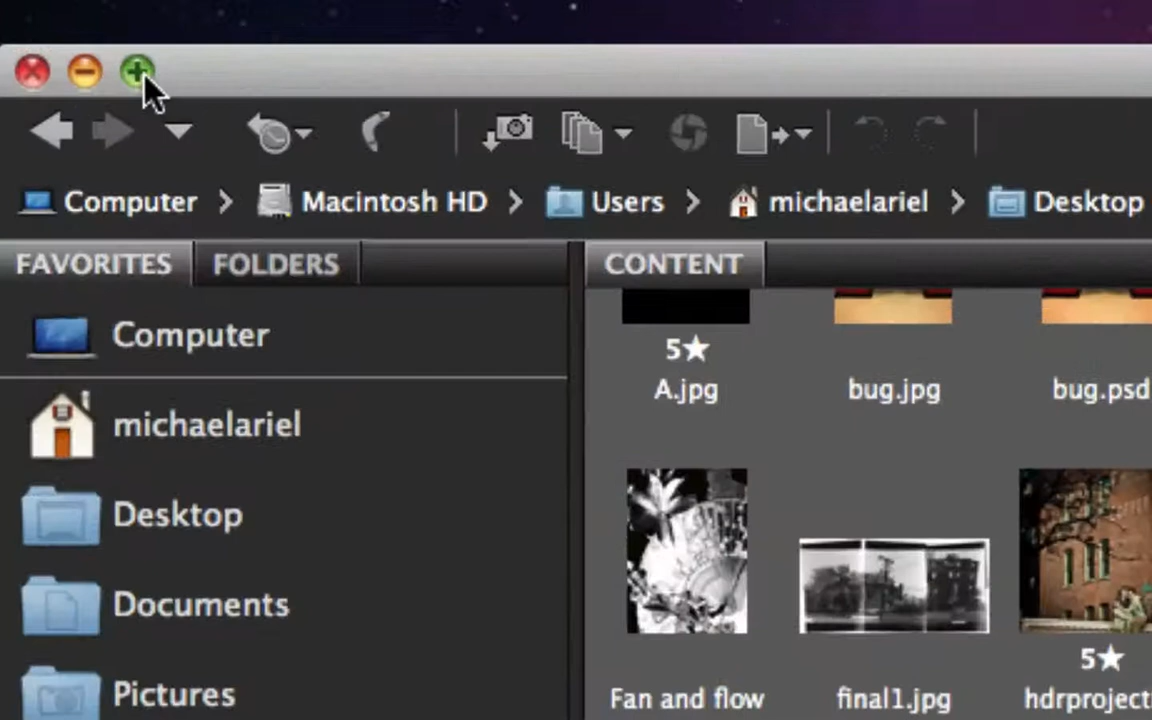 Computer > Macintosh HD > Users > michaelariel > Desktop
FAVORITES FOLDERS CONTENT
Computer
5★
A.jpg bug.jpg bug.psd
michaelariel
Desktop
Documents
5★
Pictures
Fan and flow final1.jpg hdrproject